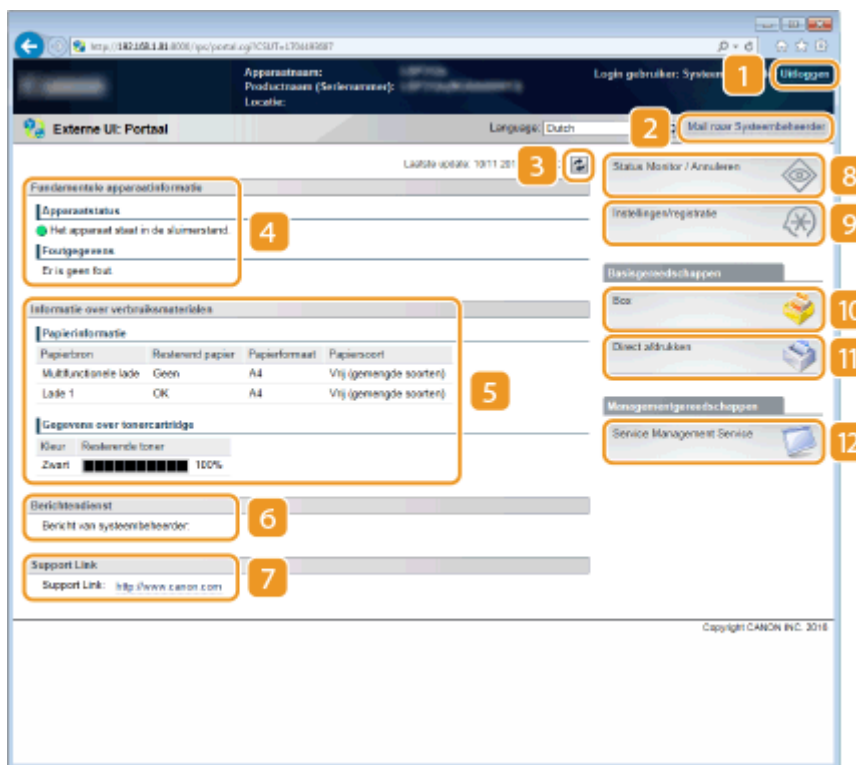 Apparaatnaam:
Productnaam (Serienummer):
Locatie:
Login gebruiker:
1
Uitloggen
Externe UI: Portaal
Language: Dutch
2
Mail naar Systeembeheerder
Laatste update:
3
Fundamentele apparaatinformatie
Apparaatstatus
Het apparaat staat in de sluimerstand.
Foutgegevens
Er is geen fout.
4
Informatie over verbruiksmaterialen
Papierinformatie
Papierbron Resterend papier Papierformaat Papiersoort
Multifunctionele lade Geen A4 Vrij (gemengde soorten)
Lade 1 OK A4 Vrij (gemengde soorten)
Gegevens over tonercartridge
Kleur Resterende toner
Zwart 100%
5
Berichtendienst
Bericht van systeembeheerder:
6
Support Link
Support Link: http://www.canon.com
7
Status Monitor / Annuleren
8
Instellingen/registratie
9
Basisgereedschappen
Box
10
Direct afdrukken
11
Managementgereedschappen
Service Management Service
12
Copyright CANON INC. 2016